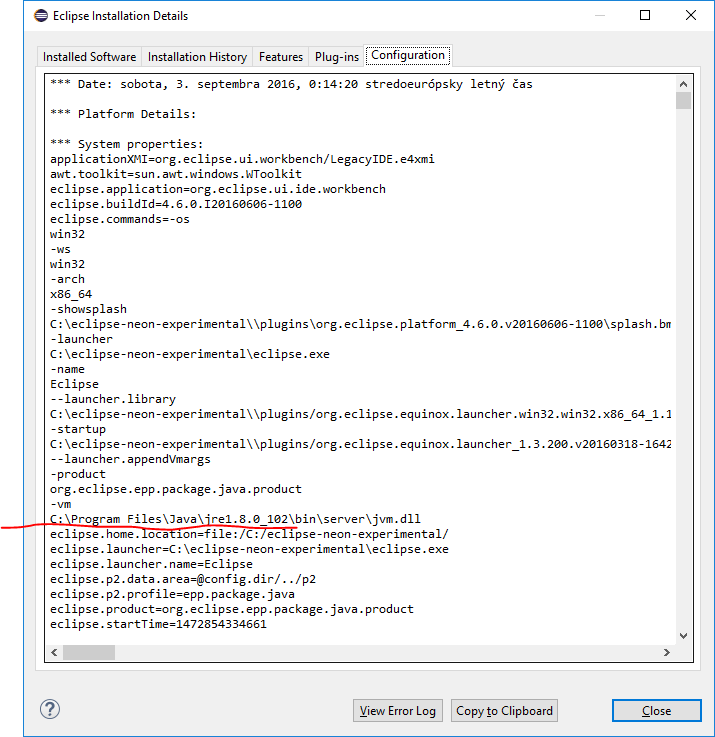 Eclipse Installation Details
Installed Software Installation History Features Plug-ins Configuration
*** Date: sobota, 3. septembra 2016, 0:14:20 stredoeurópsky letný čas
*** Platform Details:
*** System properties:
applicationXMI=org.eclipse.ui.workbench/LegacyIDE.e4xmi
awt.toolkit=sun.awt.windows.WToolkit
eclipse.application=org.eclipse.ui.ide.workbench
eclipse.buildId=4.6.0.I20160606-1100
eclipse.commands=-os
win32
-ws
win32
-arch
x86_64
-showsplash
C:\eclipse-neon-experimental\\plugins\org.eclipse.platform_4.6.0.v20160606-1100\splash.bm
-launcher
C:\eclipse-neon-experimental\eclipse.exe
-name
Eclipse
--launcher.library
C:\eclipse-neon-experimental\\plugins/org.eclipse.equinox.launcher.win32.win32.x86_64_1.1
-startup
C:\eclipse-neon-experimental\\plugins/org.eclipse.equinox.launcher_1.3.200.v20160318-1642
--launcher.appendVmargs
-product
org.eclipse.epp.package.java.product
-vm
C:\Program Files\Java\jre1.8.0_102\bin\server\jvm.dll
eclipse.home.location=file:/C:/eclipse-neon-experimental/
eclipse.launcher=C:\eclipse-neon-experimental\eclipse.exe
eclipse.launcher.name=Eclipse
eclipse.p2.data.area=@config.dir/../p2
eclipse.p2.profile=epp.package.java
eclipse.product=org.eclipse.epp.package.java.product
eclipse.startTime=1472854334661
? View Error Log Copy to Clipboard Close